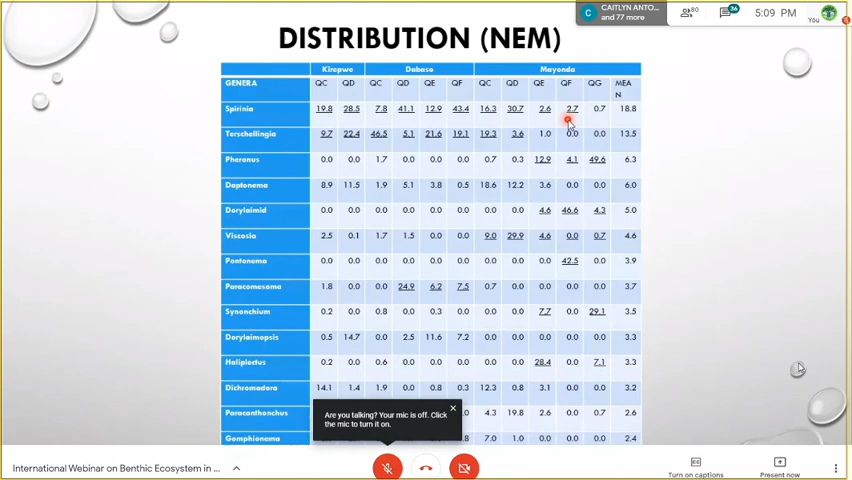 CAITLYN ANTO...
and 77 more
80
36
5:09 PM
You
DISTRIBUTION (NEM)
Kirepwe Dabaso Mayonda
GENERA QC QD QC QD QE QF QC QD QE QF QG MEA
N
Spirinia 19.8 28.5 7.8 41.1 12.9 43.4 16.3 30.7 2.6 2.7 0.7 18.8
Terschellingia 9.7 22.4 46.5 5.1 21.6 19.1 19.3 3.6 1.0 0.0 0.0 13.5
Pheronus 0.0 0.0 1.7 0.0 0.0 0.0 0.7 0.3 12.9 4.1 49.6 6.3
Daptonema 8.9 11.5 1.9 5.1 3.8 0.5 18.6 12.2 3.6 0.0 0.0 6.0
Dorylaimid 0.0 0.0 0.0 0.0 0.0 0.0 0.0 0.0 4.6 46.6 4.3 5.0
Viscosia 2.5 0.1 1.7 1.5 0.0 0.0 9.0 29.9 4.6 0.0 0.7 4.6
Pontonema 0.0 0.0 0.0 0.0 0.0 0.0 0.0 0.0 0.0 42.5 0.0 3.9
Paracomesoma 1.8 0.0 0.0 24.9 6.2 7.5 0.7 0.0 0.0 0.0 0.0 3.7
Synonchium 0.2 0.0 0.8 0.0 0.3 0.0 0.0 0.0 7.7 0.0 29.1 3.5
Dorylaimopsis 0.5 14.7 0.0 2.5 11.6 7.2 0.0 0.0 0.0 0.0 0.0 3.3
Haliplectus 0.2 0.0 0.6 0.0 0.0 0.0 0.0 0.0 28.4 0.0 7.1 3.3
Dichromadora 14.1 1.4 1.9 0.0 0.8 0.3 12.3 0.8 3.1 0.0 0.0 3.2
Paracanthonchus .0 4.3 19.8 2.6 0.0 0.7 2.6
Gomphionema .8 7.0 1.0 0.0 0.0 0.0 2.4
Are you talking? Your mic is off. Click
the mic to turn it on.
International Webinar on Benthic Ecosystem in ...
Turn on captions
Present now